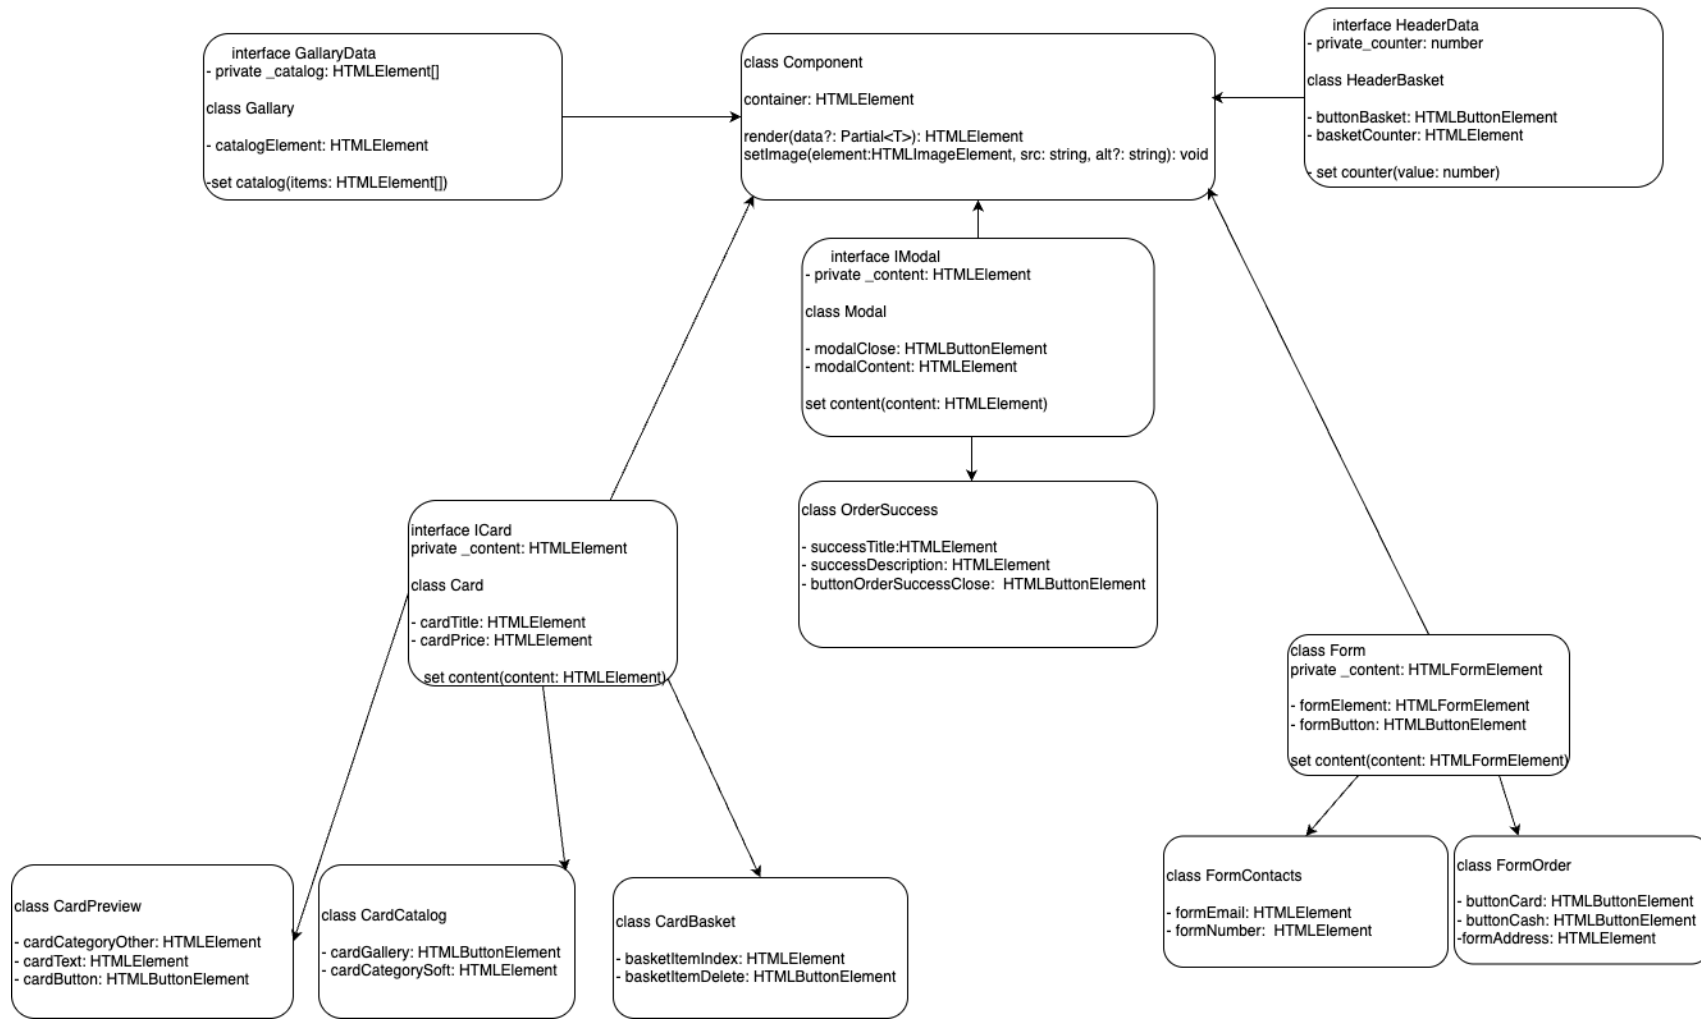 interface GallaryData
- private _catalog: HTMLElement[]
class Gallary
- catalogElement: HTMLElement
-set catalog(items: HTMLElement[])
class Component
container: HTMLElement
render(data?: Partial<T>): HTMLElement
setImage(element:HTMLImageElement, src: string, alt?: string): void
interface HeaderData
- private_counter: number
class HeaderBasket
- buttonBasket: HTMLButtonElement
- basketCounter: HTMLElement
- set counter(value: number)
interface IModal
- private _content: HTMLElement
class Modal
- modalClose: HTMLButtonElement
- modalContent: HTMLElement
set content(content: HTMLElement)
class OrderSuccess
- successTitle:HTMLElement
- successDescription: HTMLElement
- buttonOrderSuccessClose:  HTMLButtonElement
interface ICard
private _content: HTMLElement
class Card
- cardTitle: HTMLElement
- cardPrice: HTMLElement
set content(content: HTMLElement)
class Form
private _content: HTMLFormElement
- formElement: HTMLFormElement
- formButton: HTMLButtonElement
set content(content: HTMLFormElement)
class CardPreview
- cardCategoryOther: HTMLElement
- cardText: HTMLElement
- cardButton: HTMLButtonElement
class CardCatalog
- cardGallery: HTMLButtonElement
- cardCategorySoft: HTMLElement
class CardBasket
- basketItemIndex: HTMLElement
- basketItemDelete: HTMLButtonElement
class FormContacts
- formEmail: HTMLElement
- formNumber:  HTMLElement
class FormOrder
- buttonCard: HTMLButtonElement
- buttonCash: HTMLButtonElement
-formAddress: HTMLElement